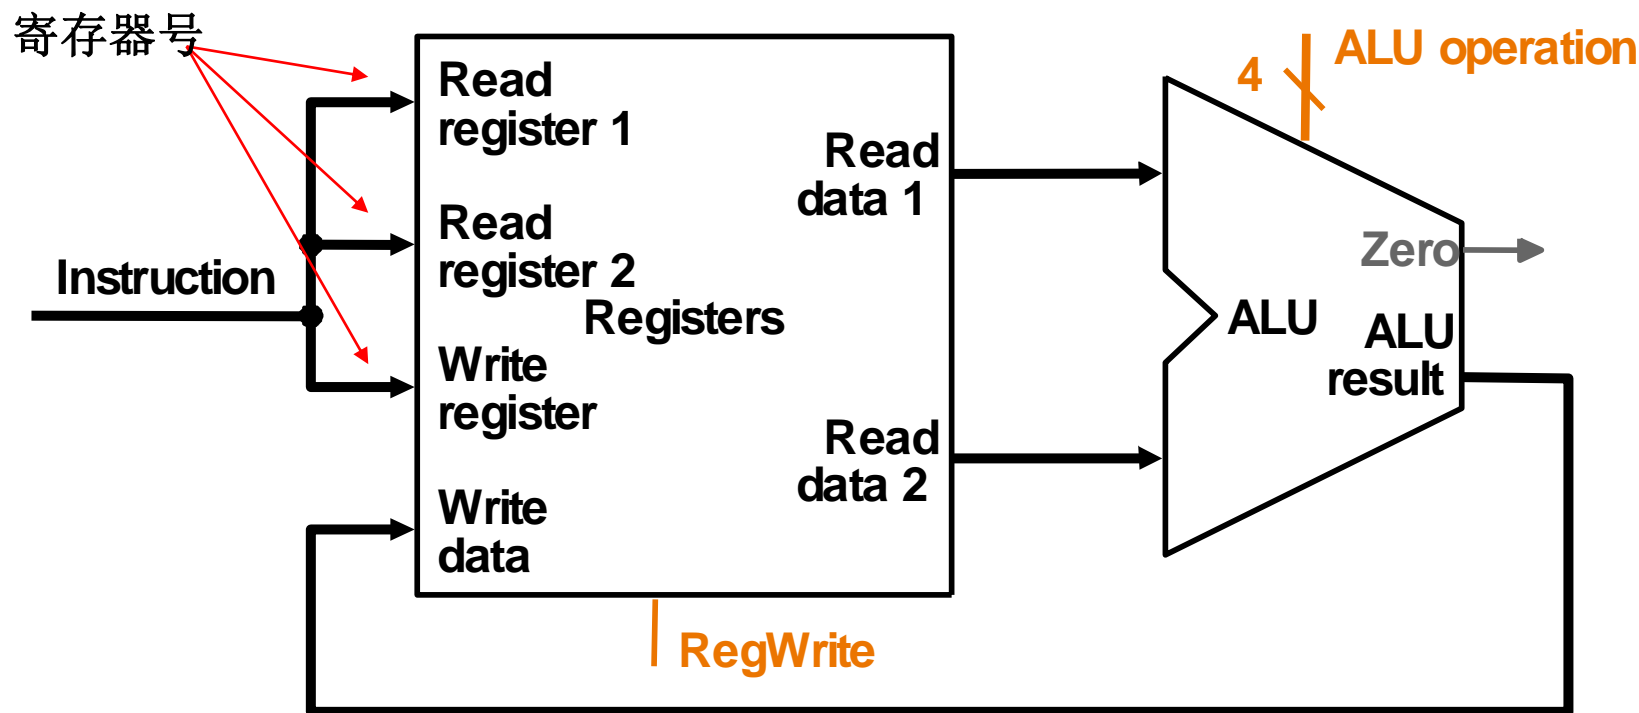 寄存器号
Read
register 1
Read
register 2
Instruction
Registers
Write
register
Write
data
Read
data 1
Read
data 2
RegWrite
4
ALU operation
Zero
ALU
ALU
result